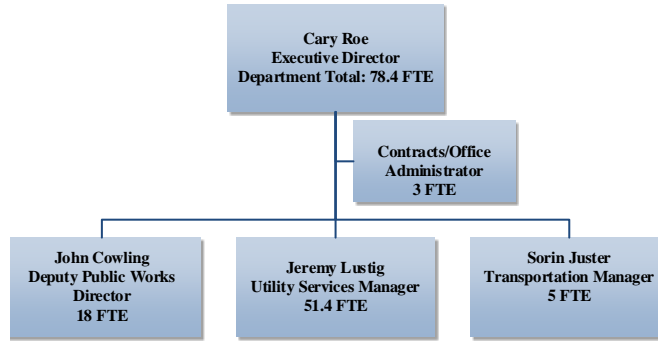 Cary Roe
Executive Director
Department Total: 78.4 FTE
Contracts/Office
Administrator
3 FTE
John Cowling
Deputy Public Works
Director
18 FTE
Jeremy Lustig
Utility Services Manager
51.4 FTE
Sorin Juster
Transportation Manager
5 FTE